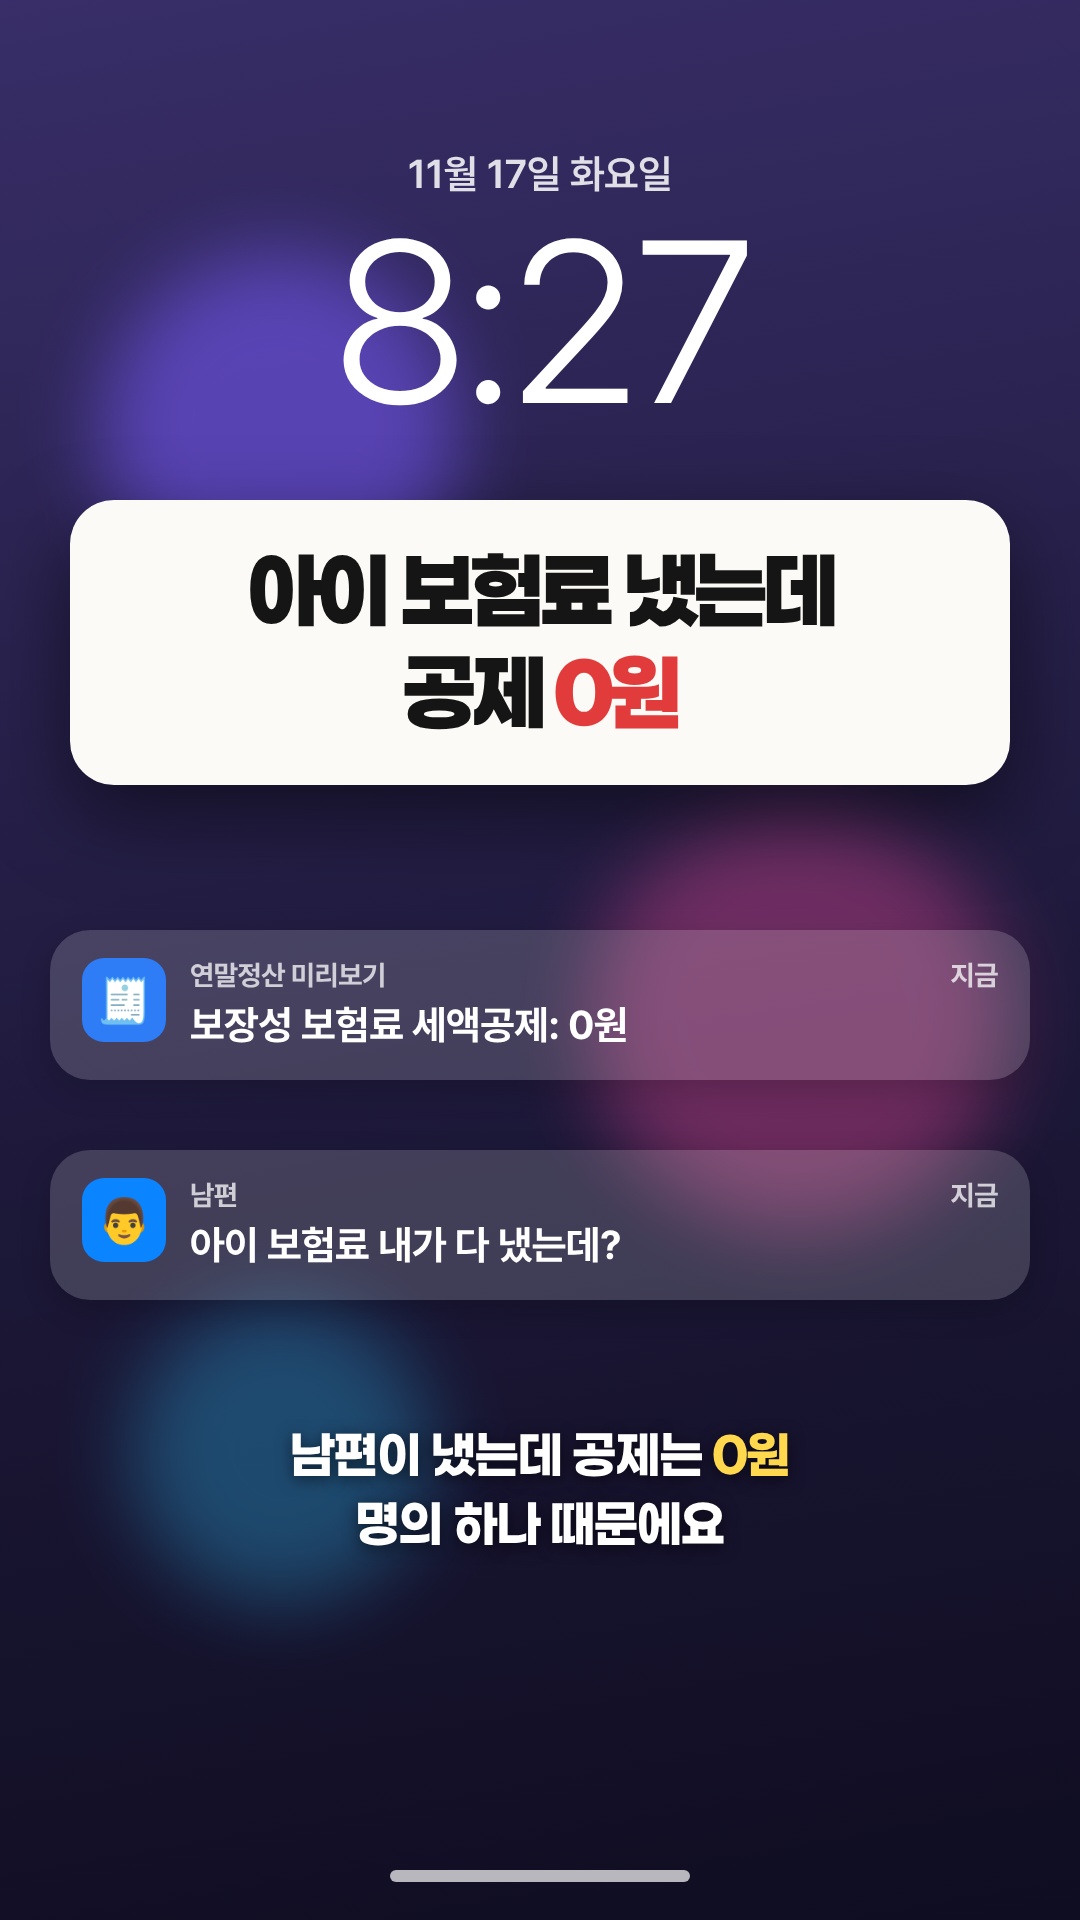 11월 17일 화요일
8:27
아이 보험료 냈는데
공제 0원
연말정산 미리보기
지금
보장성 보험료 세액공제: 0원
남편
지금
아이 보험료 내가 다 냈는데?
남편이 냈는데 공제는 0원
명의 하나 때문에요